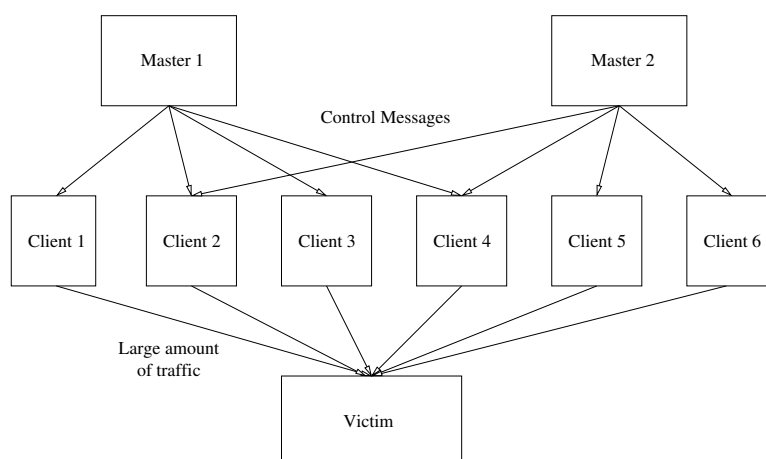 Master 1
Master 2
Control Messages
Client 1
Client 2
Client 3
Client 4
Client 5
Client 6
Large amount
of traffic
Victim